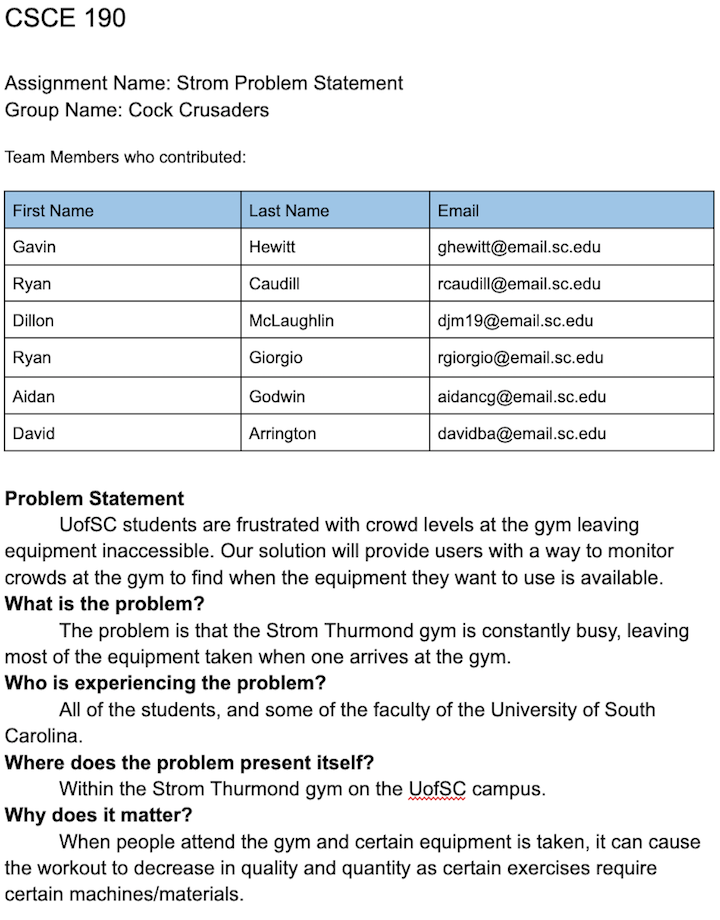 CSCE 190
Assignment Name: Strom Problem Statement
Group Name: Cock Crusaders
Team Members who contributed:
First Name Last Name Email
Gavin Hewitt ghewitt@email.sc.edu
Ryan Caudill rcaudill@email.sc.edu
Dillon McLaughlin djm19@email.sc.edu
Ryan Giorgio rgiorgio@email.sc.edu
Aidan Godwin aidancg@email.sc.edu
David Arrington davidba@email.sc.edu
Problem Statement
UofSC students are frustrated with crowd levels at the gym leaving
equipment inaccessible. Our solution will provide users with a way to monitor
crowds at the gym to find when the equipment they want to use is available.
What is the problem?
The problem is that the Strom Thurmond gym is constantly busy, leaving
most of the equipment taken when one arrives at the gym.
Who is experiencing the problem?
All of the students, and some of the faculty of the University of South
Carolina.
Where does the problem present itself?
Within the Strom Thurmond gym on the UofSC campus.
Why does it matter?
When people attend the gym and certain equipment is taken, it can cause
the workout to decrease in quality and quantity as certain exercises require
certain machines/materials.